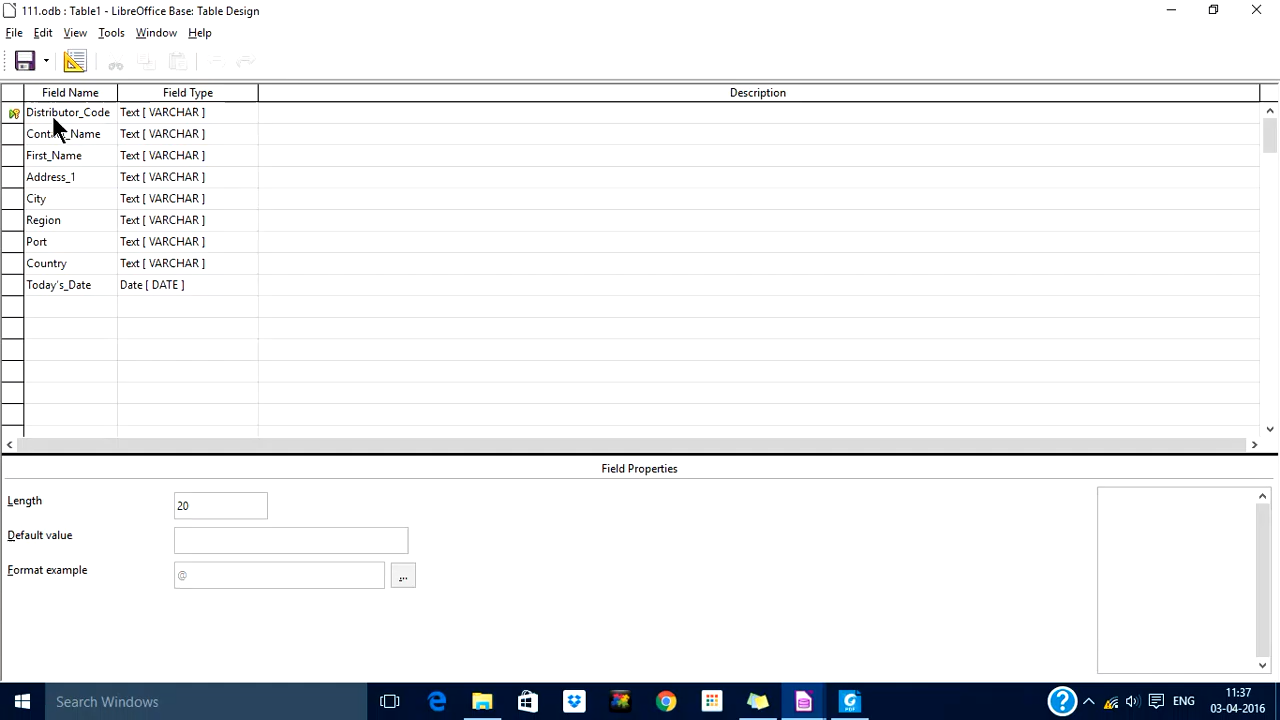 111.odb : Table1 - LibreOffice Base: Table Design
File Edit View Tools Window Help
Field Name Field Type Description
Distributor_Code Text [ VARCHAR ]
Text [ VARCHAR ]
First_Name Text [ VARCHAR ]
Address_1 Text [ VARCHAR ]
City Text [ VARCHAR ]
Region Text [ VARCHAR ]
Port Text [ VARCHAR ]
Country Text [ VARCHAR ]
Today's_Date Date [ DATE ]
Field Properties
Length 20
Default value
Format example @ ...
Search Windows ? ENG 11:37
03-04-2016